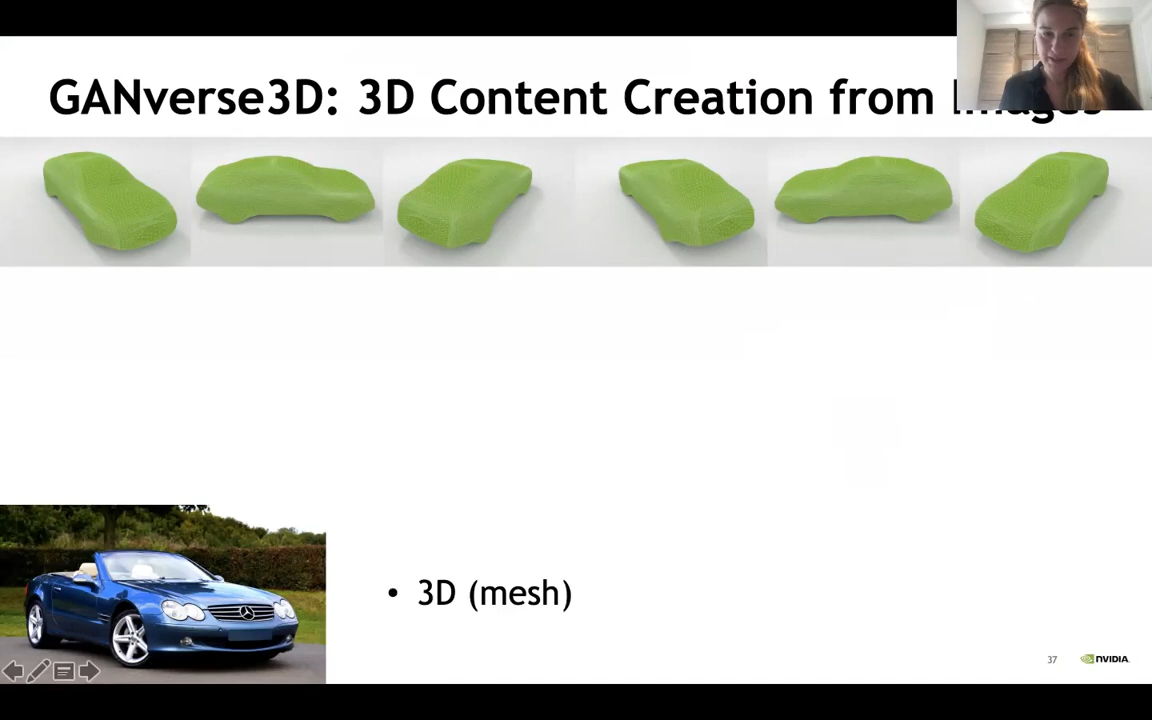 GANverse3D: 3D Content Creation from Images
• 3D (mesh)
37
NVIDIA.